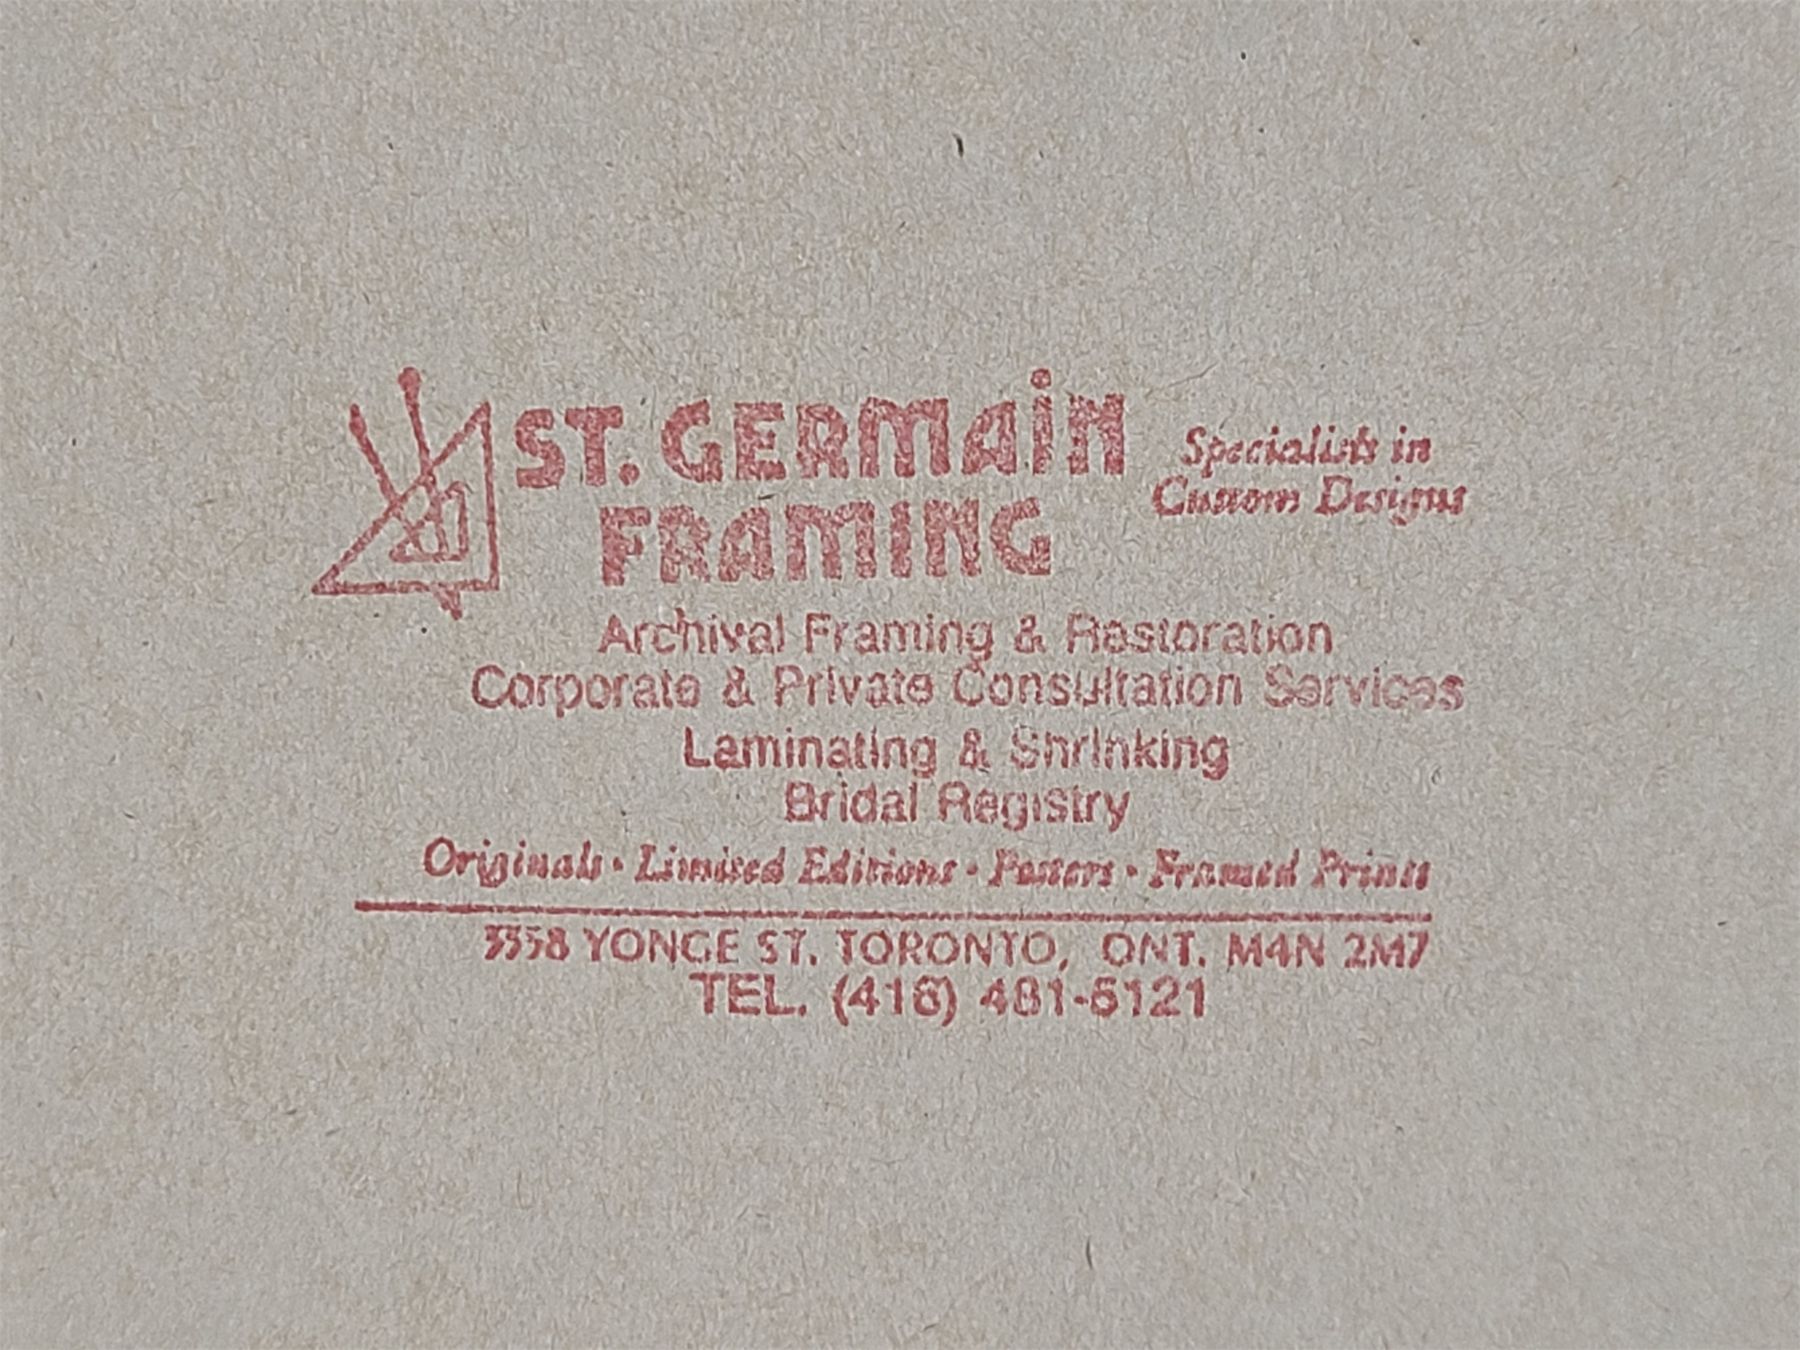 ST. GERMAIN
FRAMING
Specialists in
Custom Designs
Archival Framing & Restoration
Corporate & Private Consultation Services
Laminating & Shrinking
Bridal Registry
Originals · Limited Editions · Posters · Framed Prints
3358 YONGE ST. TORONTO, ONT. M4N 2M7
TEL. (416) 481-6121